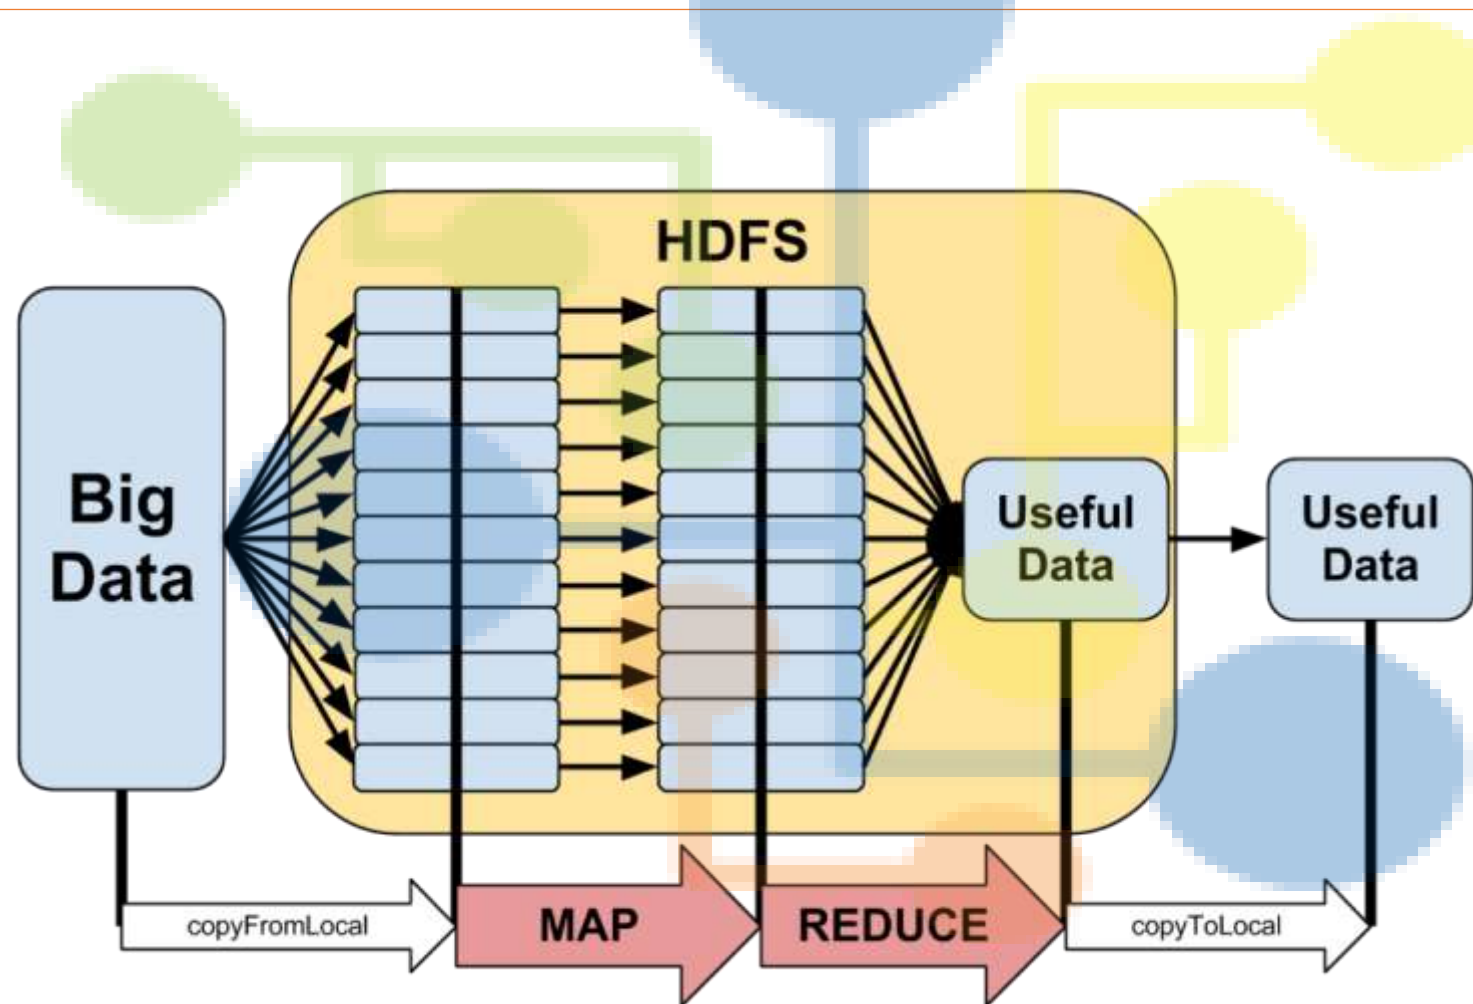 HDFS
Big
Data
Useful
Data
Useful
Data
copyFromLocal
MAP
REDUCE
copyToLocal